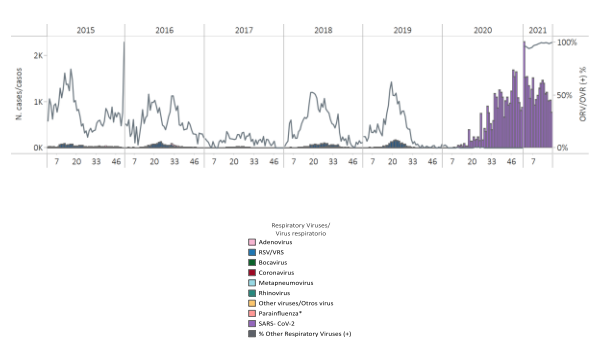 2015 2016 2017 2018 2019 2020 2021
2K 100%
N. cases/casos
1K 50%
ORV/OVR (+) %
0K 0%
7 20 33 46 7 20 33 46 7 20 33 46 7 20 33 46 7 20 33 46 7 20 33 46 7
Respiratory Viruses/
Virus respiratorio
Adenovirus
RSV/VRS
Bocavirus
Coronavirus
Metapneumovirus
Rhinovirus
Other viruses/Otros virus
Parainfluenza*
SARS- CoV-2
% Other Respiratory Viruses (+)